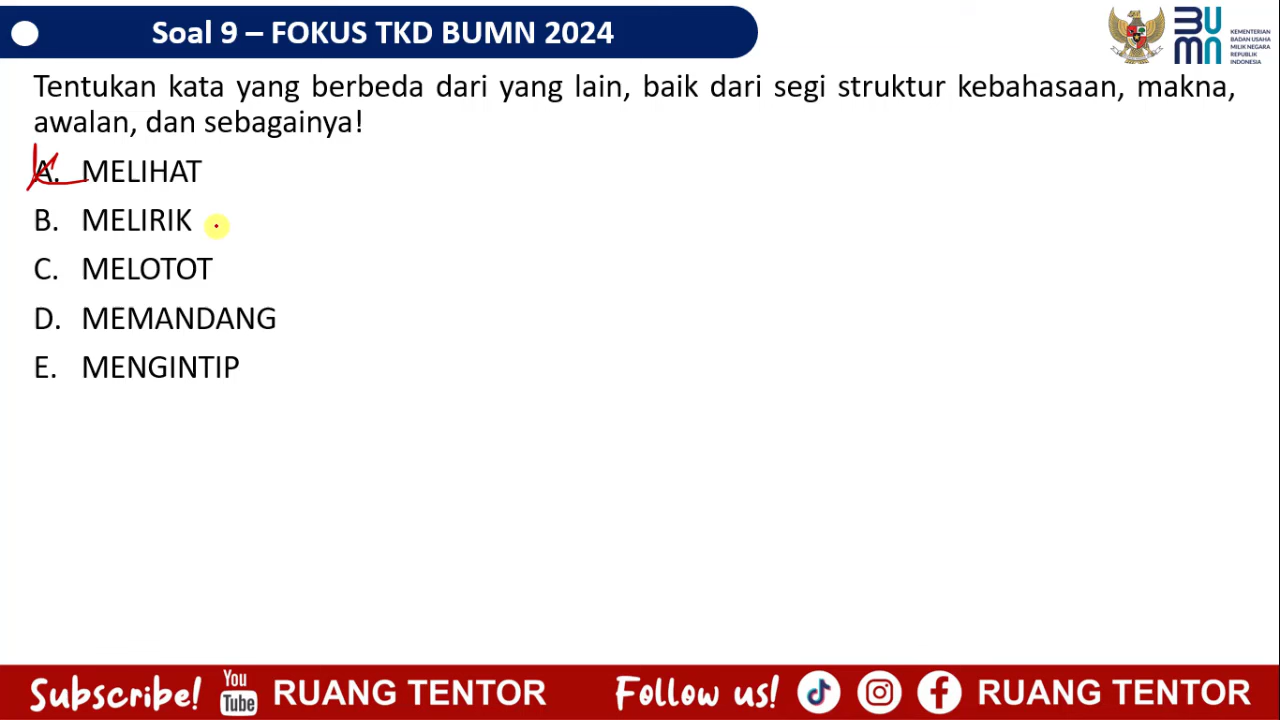 Soal 9 – FOKUS TKD BUMN 2024
BUMN
KEMENTERIAN
BADAN USAHA
MILIK NEGARA
REPUBLIK
INDONESIA
Tentukan kata yang berbeda dari yang lain, baik dari segi struktur kebahasaan, makna,
awalan, dan sebagainya!
A. MELIHAT
B. MELIRIK
C. MELOTOT
D. MEMANDANG
E. MENGINTIP
Subscribe! You Tube RUANG TENTOR Follow us! RUANG TENTOR